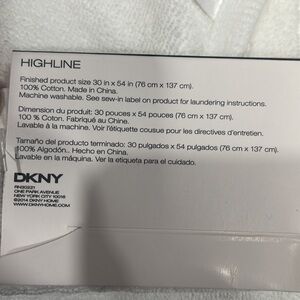 HIGHLINE
Finished product size 30 in x 54 in (76 cm x 137 cm).
100% Cotton. Made in China.
Machine washable. See sew-in label on product for laundering instructions.
Dimension du produit: 30 pouces x 54 pouces (76 cm x 137 cm).
100 % Coton. Fabriqué au Chine.
Lavable à la machine. Voir l'étiquette cousue pour les directives d'entretien.
Tamaño del producto terminado: 30 pulgados x 54 pulgados (76 cm x 137 cm).
100% Algodón.. Hecho en China.
Lavable en la máquina. Ver la etiqueta para el cuidado.
DKNY
ONE PARK AVENUE
NEW YORK CITY 10016
©2014 DKNY HOME
WWW.DKNYHOME.COM